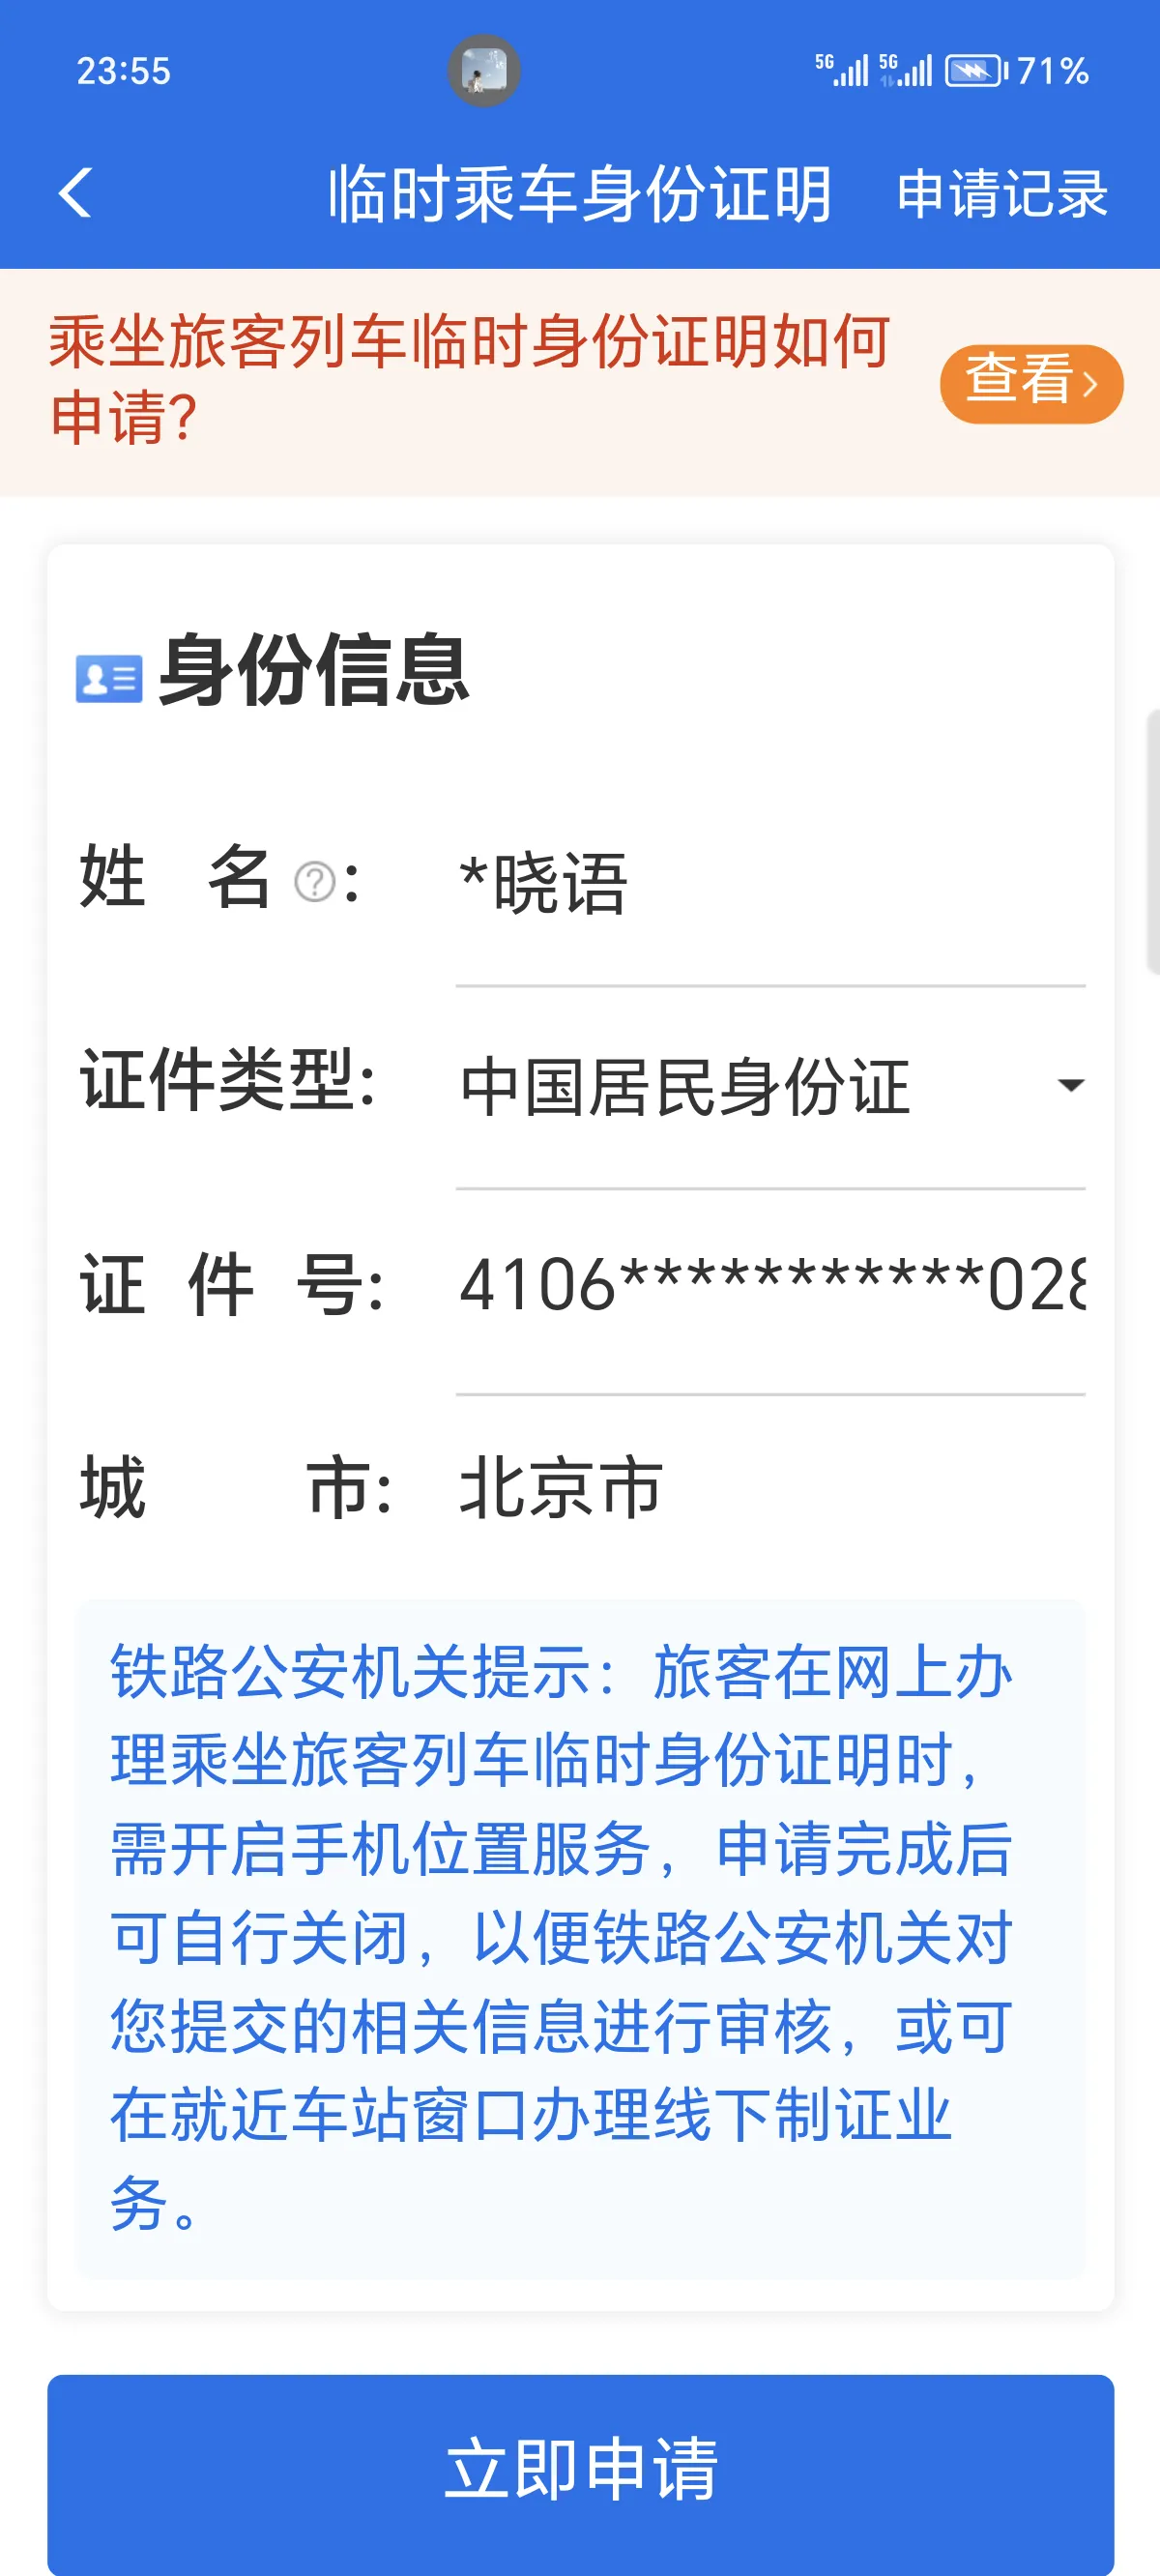 23:55
5G 5G 71%
临时乘车身份证明 申请记录
乘坐旅客列车临时身份证明如何
申请?
查看
身份信息
姓 名?: *晓语
证件类型: 中国居民身份证
证 件 号: 4106***********028
城 市: 北京市
铁路公安机关提示：旅客在网上办
理乘坐旅客列车临时身份证明时，
需开启手机位置服务，申请完成后
可自行关闭，以便铁路公安机关对
您提交的相关信息进行审核，或可
在就近车站窗口办理线下制证业
务。
立即申请